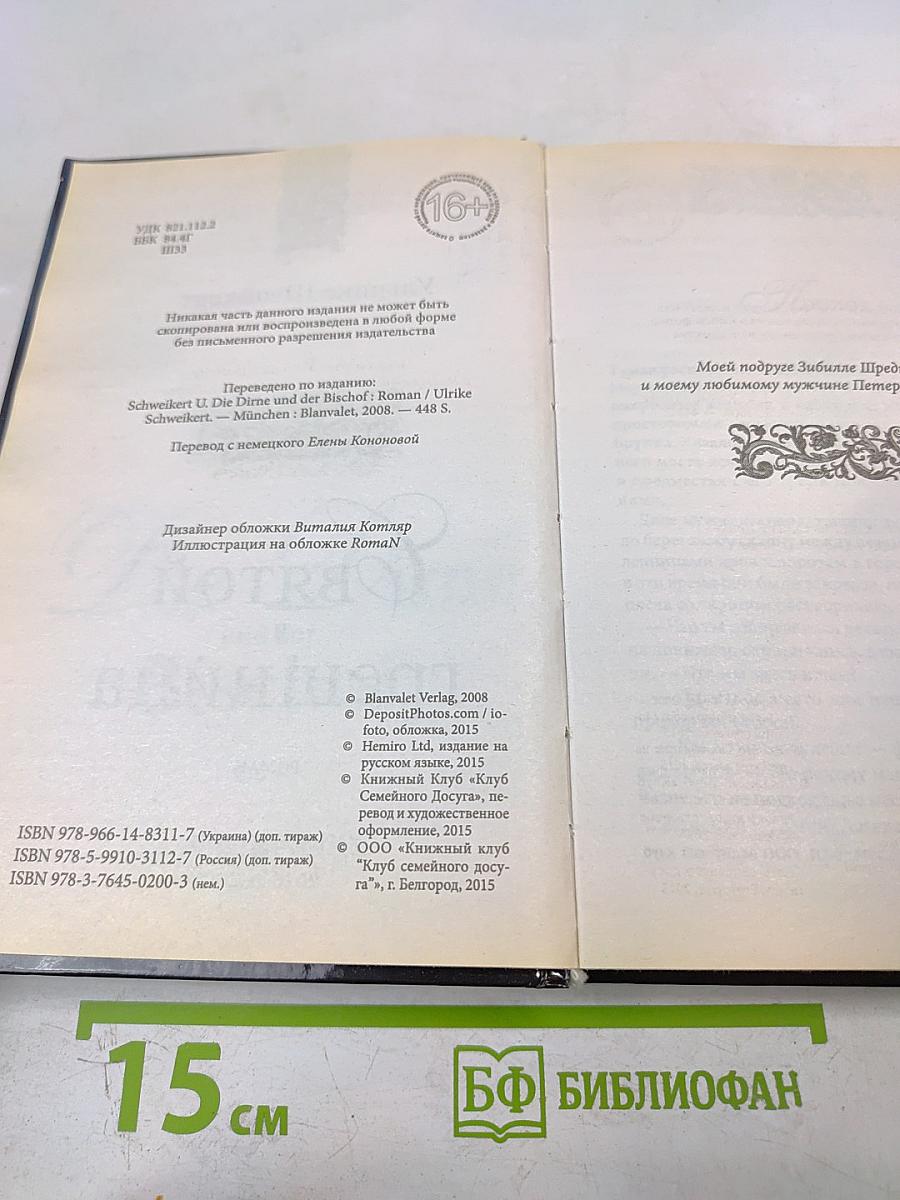 УДК 821.112.2
ББК 84.4Г
Ш33
16+
Никакая часть данного издания не может быть
скопирована или воспроизведена в любой форме
без письменного разрешения издательства
Переведено по изданию:
Schweikert U. Die Dirne und der Bischof : Roman / Ulrike
Schweikert. — München : Blanvalet, 2008. — 448 S.
Перевод с немецкого Елены Кононовой
Дизайнер обложки Виталия Котляр
Иллюстрация на обложке RomaN
© Blanvalet Verlag, 2008
© DepositPhotos.com / io-
foto, обложка, 2015
© Hemiro Ltd, издание на
русском языке, 2015
© Книжный Клуб «Клуб
Семейного Досуга», пе-
ревод и художественное
оформление, 2015
© ООО «Книжный клуб
"Клуб семейного досу-
га"», г. Белгород, 2015
ISBN 978-966-14-8311-7 (Украина) (доп. тираж)
ISBN 978-5-9910-3112-7 (Россия) (доп. тираж)
ISBN 978-3-7645-0200-3 (нем.)
Моей подруге Зибилле Шред
и моему любимому мужчине Петер
15 см
БФ БИБЛИОФАН